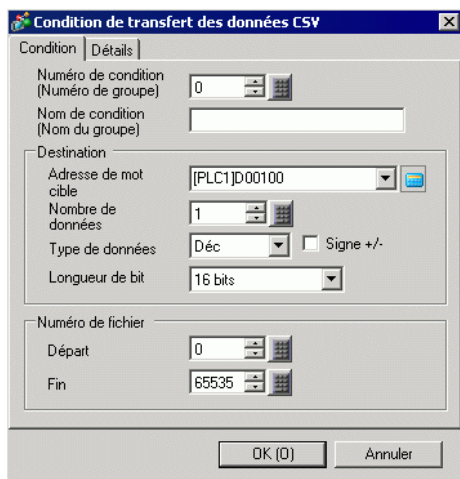 Condition de transfert des données CSV
Condition Détails
Numéro de condition
(Numéro de groupe)
0
Nom de condition
(Nom du groupe)
Destination
Adresse de mot
cible
[PLC1]D00100
Nombre de
données
1
Type de données
Déc
Signe +/-
Longueur de bit
16 bits
Numéro de fichier
Départ
0
Fin
65535
OK (O)
Annuler